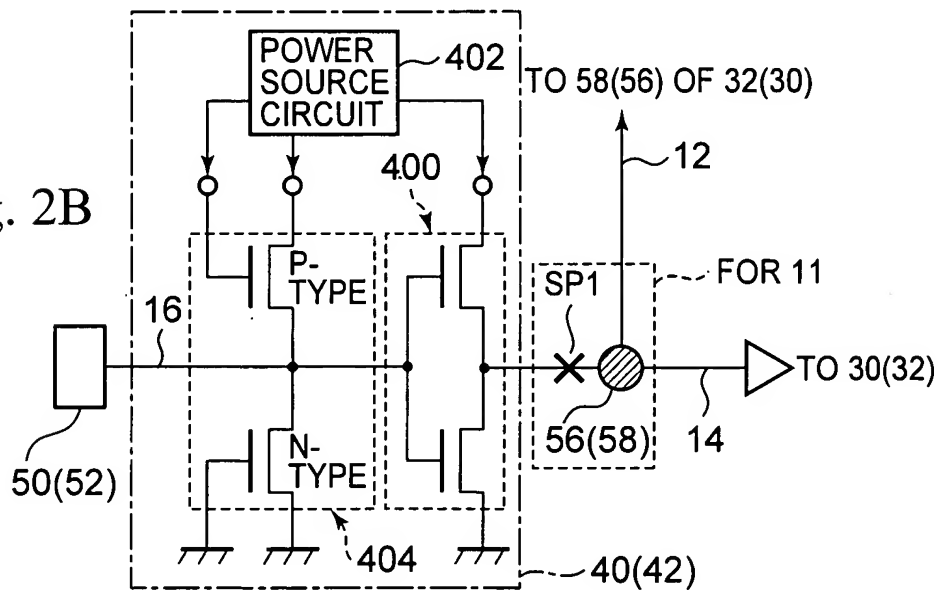 POWER
SOURCE
CIRCUIT
402
TO 58(56) OF 32(30)
12
400
. 2B
P-
TYPE
SP1
FOR 11
16
TO 30(32)
N-
TYPE
56(58)
14
50(52)
404
40(42)